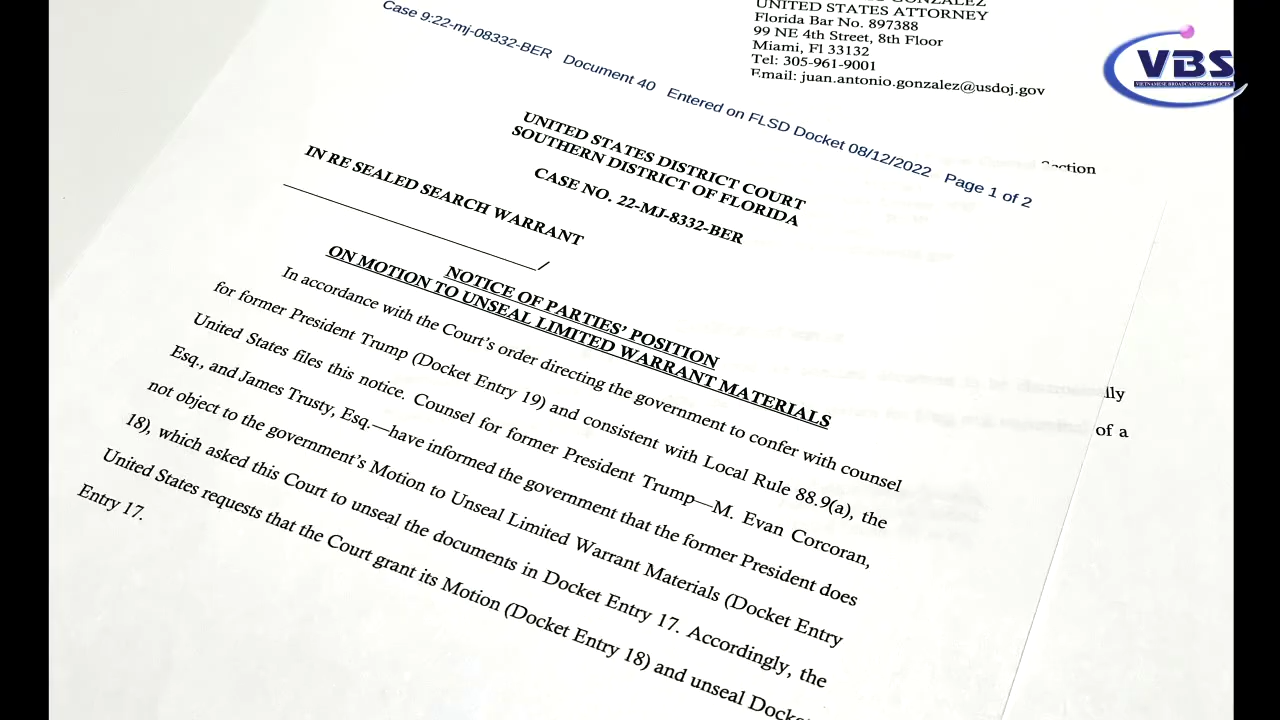 UNITED STATES ATTORNEY
Florida Bar No. 897388
99 NE 4th Street, 8th Floor
Miami, Fl 33132
Tel: 305-961-9001
Email: juan.antonio.gonzalez@usdoj.gov
VBS
VIETNAMESE BROADCASTING SERVICES
Case 9:22-mj-08332-BER Document 40 Entered on FLSD Docket 08/12/2022 Page 1 of 2
UNITED STATES DISTRICT COURT
SOUTHERN DISTRICT OF FLORIDA
CASE NO. 22-MJ-8332-BER
IN RE SEALED SEARCH WARRANT
/
NOTICE OF PARTIES' POSITION
ON MOTION TO UNSEAL LIMITED WARRANT MATERIALS
In accordance with the Court's order directing the government to confer with counsel
for former President Trump (Docket Entry 19) and consistent with Local Rule 88.9(a), the
United States files this notice. Counsel for former President Trump—M. Evan Corcoran,
Esq., and James Trusty, Esq.—have informed the government that the former President does
not object to the government's Motion to Unseal Limited Warrant Materials (Docket Entry
18), which asked this Court to unseal the documents in Docket Entry 17. Accordingly, the
United States requests that the Court grant its Motion (Docket Entry 18) and unseal Docket
Entry 17.
of a